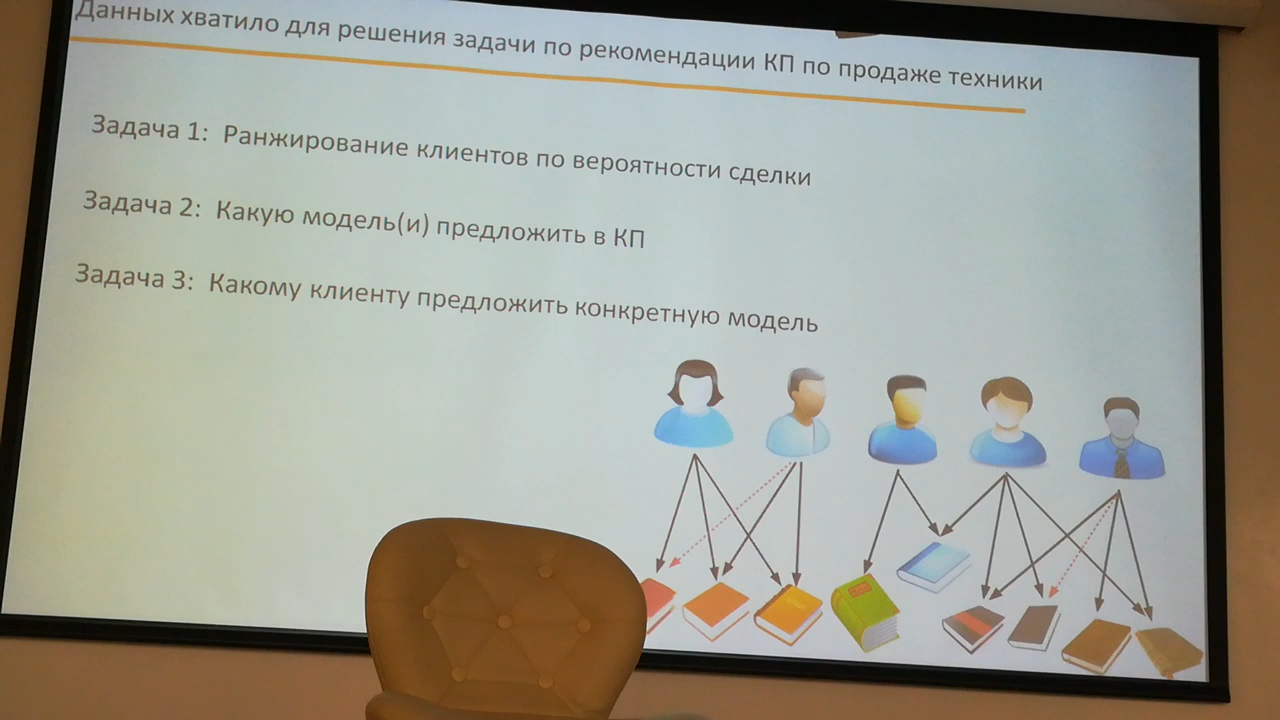 Данных хватило для решения задачи по рекомендации КП по продаже техники
Задача 1: Ранжирование клиентов по вероятности сделки
Задача 2: Какую модель(и) предложить в КП
Задача 3: Какому клиенту предложить конкретную модель